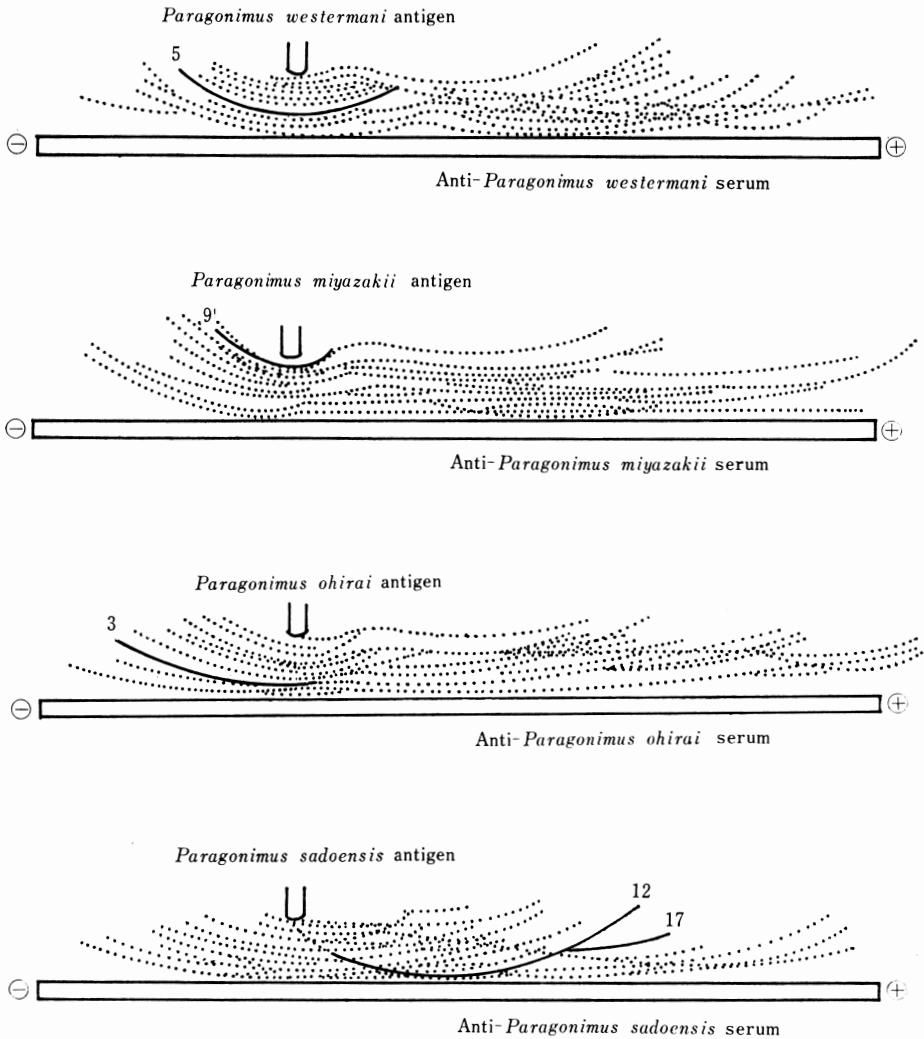 Paragonimus westermani antigen
5
⊖ ⊕
Anti-Paragonimus westermani serum
Paragonimus miyazakii antigen
9'
⊖ ⊕
Anti-Paragonimus miyazakii serum
Paragonimus ohirai antigen
3
⊖ ⊕
Anti-Paragonimus ohirai serum
Paragonimus sadoensis antigen
12
17
⊖ ⊕
Anti-Paragonimus sadoensis serum